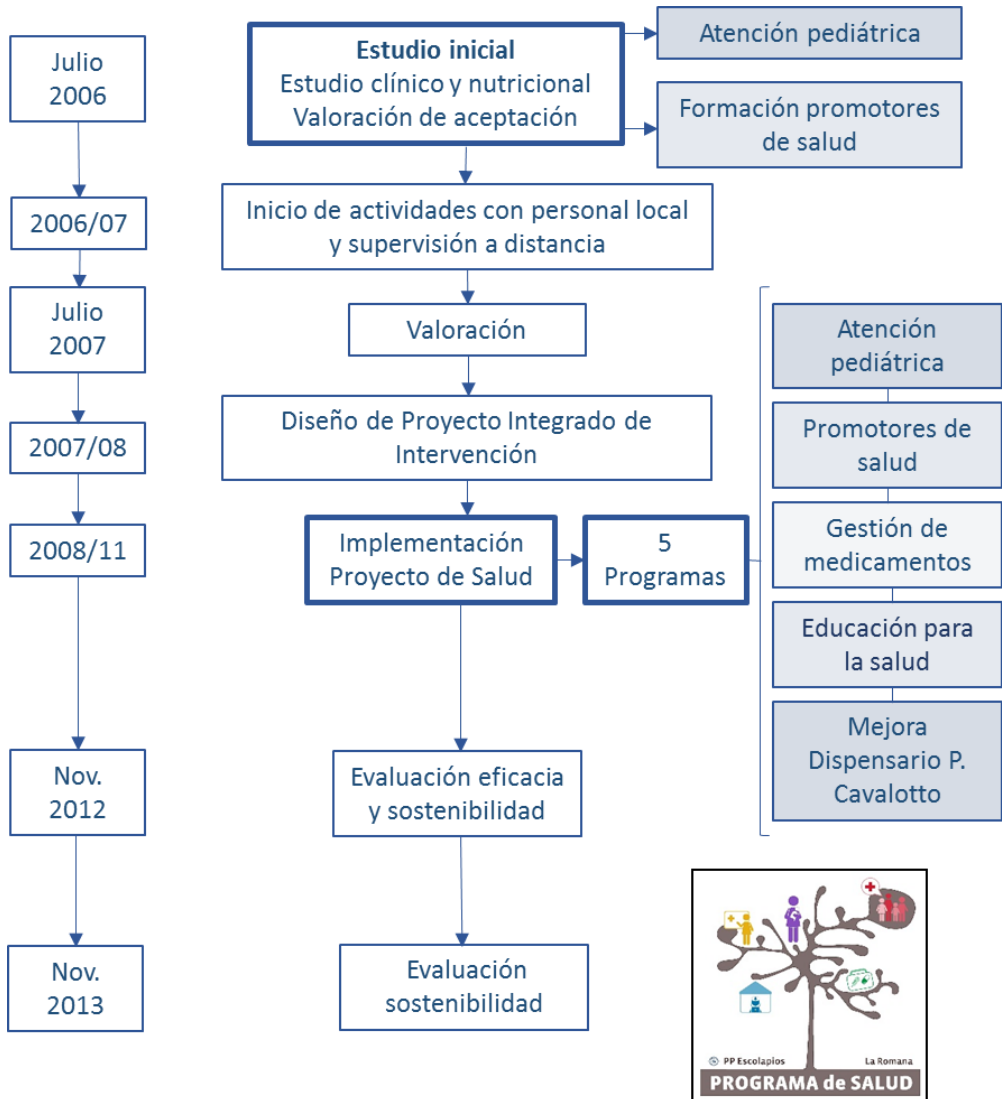 Julio
2006
Estudio inicial
Estudio clínico y nutricional
Valoración de aceptación
Atención pediátrica
Formación promotores
de salud
2006/07
Inicio de actividades con personal local
y supervisión a distancia
Julio
2007
Valoración
2007/08
Diseño de Proyecto Integrado de
Intervención
2008/11
Implementación
Proyecto de Salud
5
Programas
Atención
pediátrica
Promotores de
salud
Gestión de
medicamentos
Educación para
la salud
Mejora
Dispensario P.
Cavalotto
Nov.
2012
Evaluación eficacia
y sostenibilidad
Nov.
2013
Evaluación
sostenibilidad
PP Escolapios
La Romana
PROGRAMA de SALUD